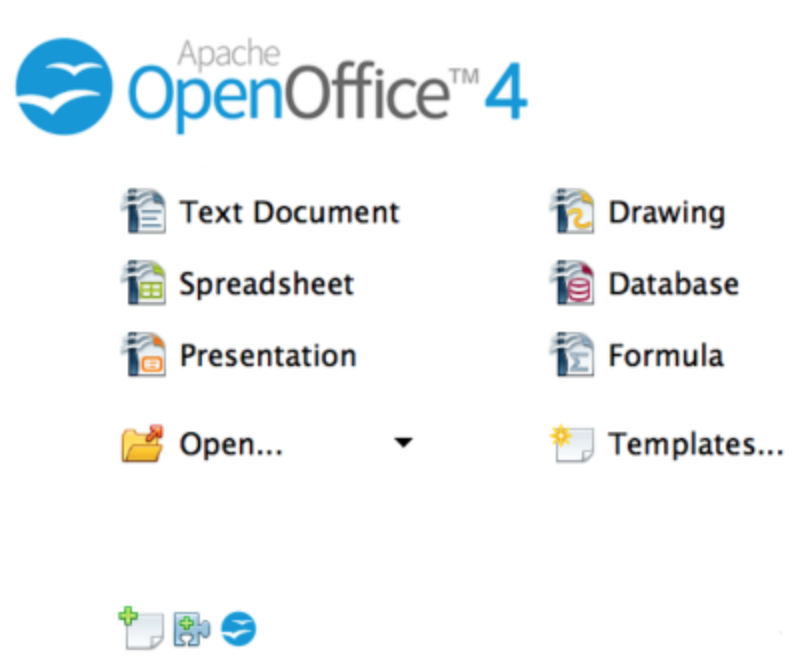 Apache
OpenOffice™ 4
Text Document
Drawing
Spreadsheet
Database
Presentation
Formula
Open...
Templates...